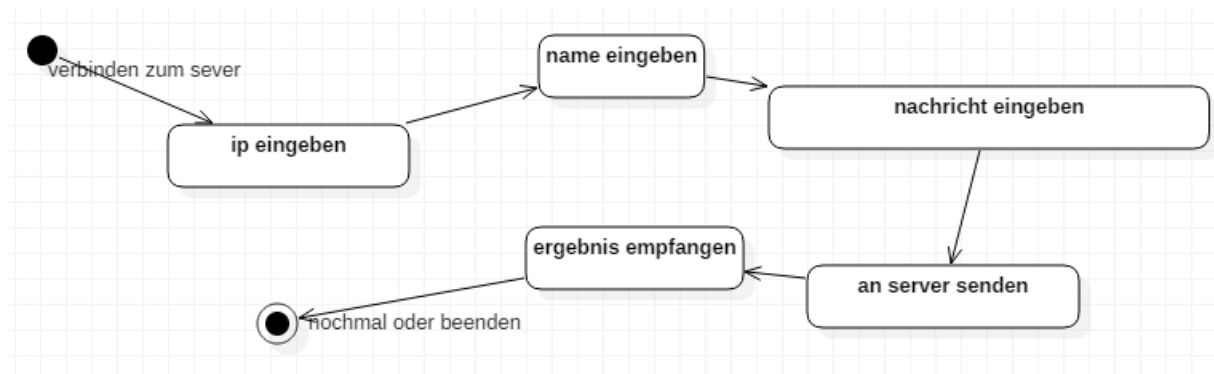 verbinden zum sever
ip eingeben
name eingeben
nachricht eingeben
an server senden
ergebnis empfangen
nochmal oder beenden